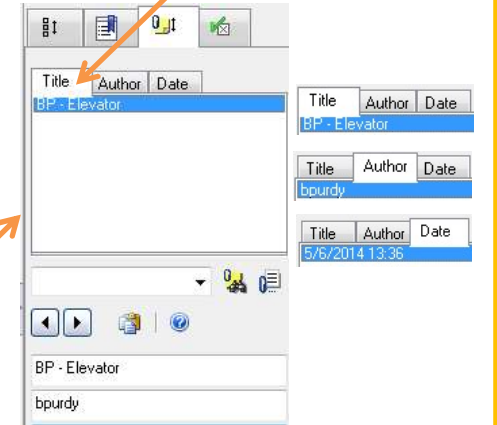 Title Author Date
BP - Elevator
BP - Elevator
bpurdy
Title Author Date
BP - Elevator
Title Author Date
bpurdy
Title Author Date
5/6/2014 13:36